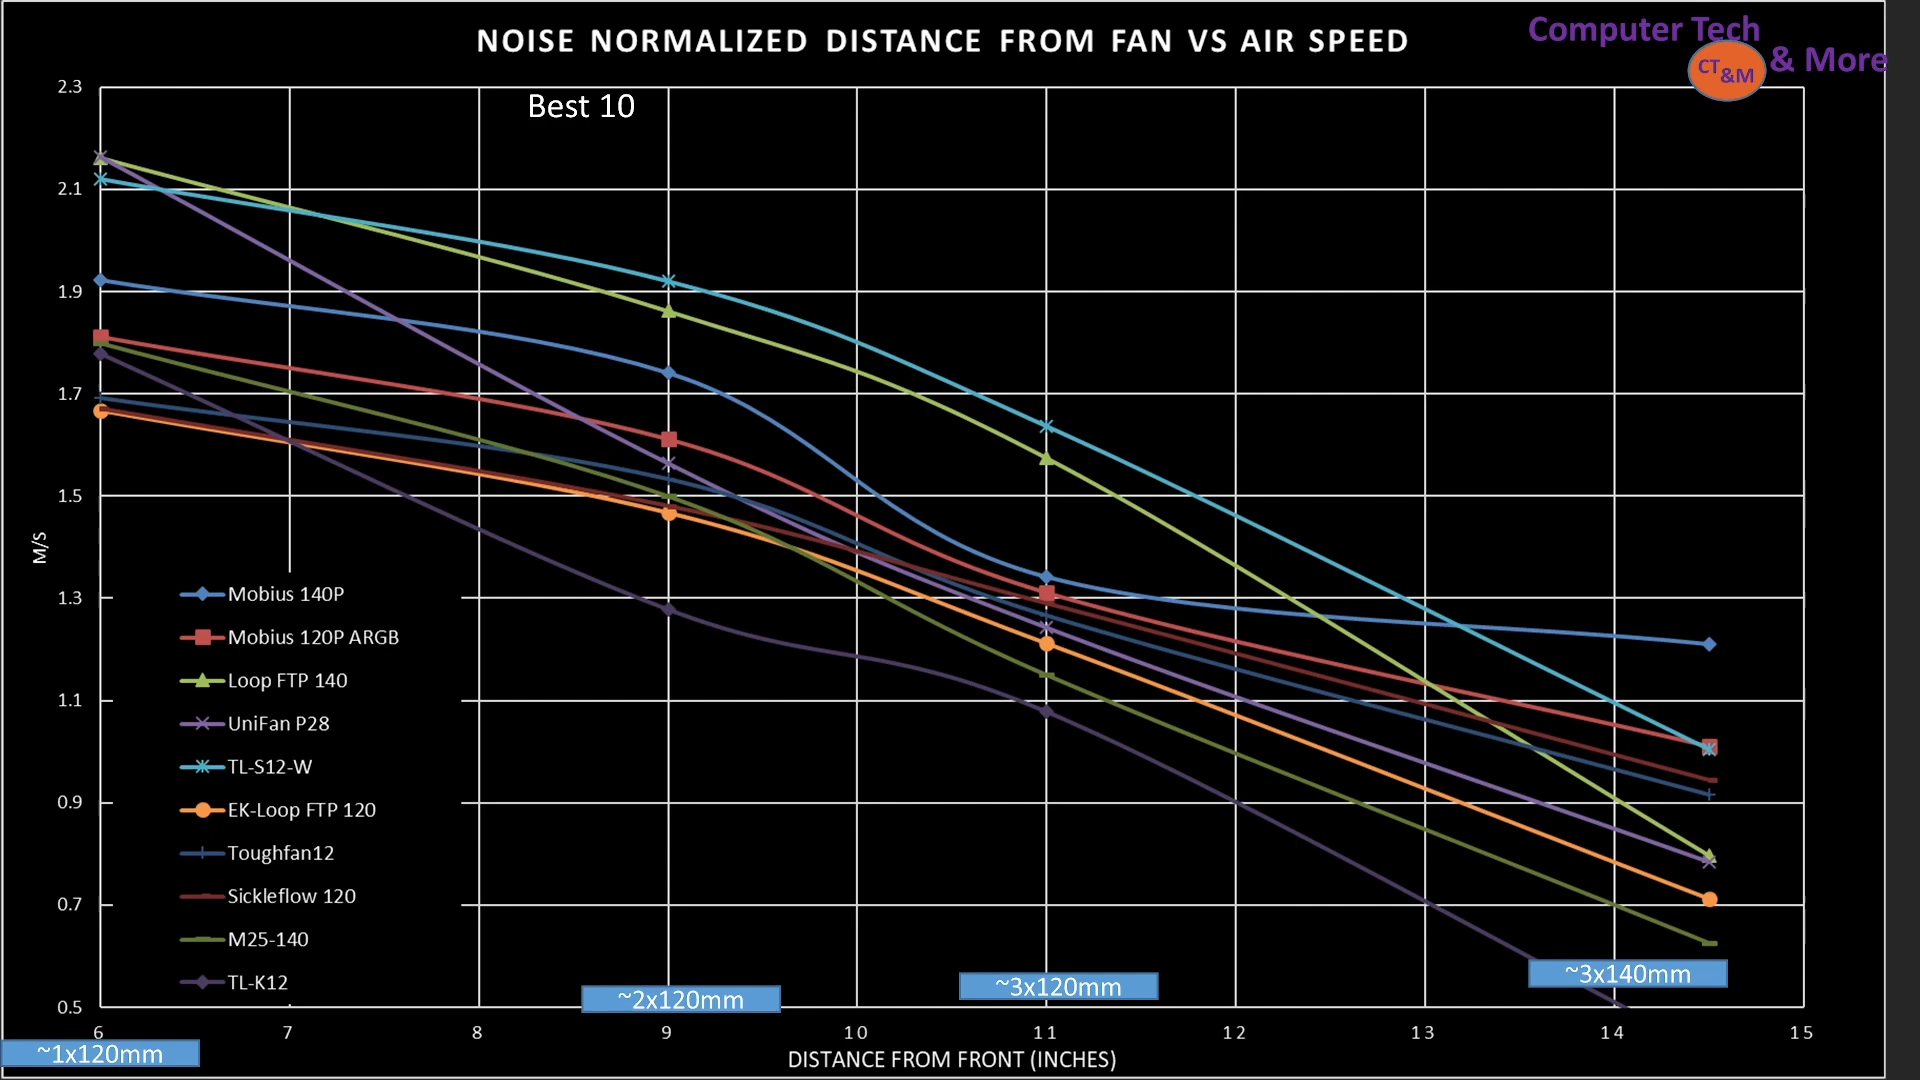 NOISE NORMALIZED DISTANCE FROM FAN VS AIR SPEED
Computer Tech
& More
CT
&M
Best 10
2.3
2.1
1.9
1.7
1.5
1.3
1.1
0.9
0.7
0.5
M/S
Mobius 140P
Mobius 120P ARGB
Loop FTP 140
UniFan P28
TL-S12-W
EK-Loop FTP 120
Toughfan12
Sickleflow 120
M25-140
TL-K12
~2x120mm
~3x120mm
~3x140mm
6 7 8 9 10 11 12 13 14 15
~1x120mm
DISTANCE FROM FRONT (INCHES)